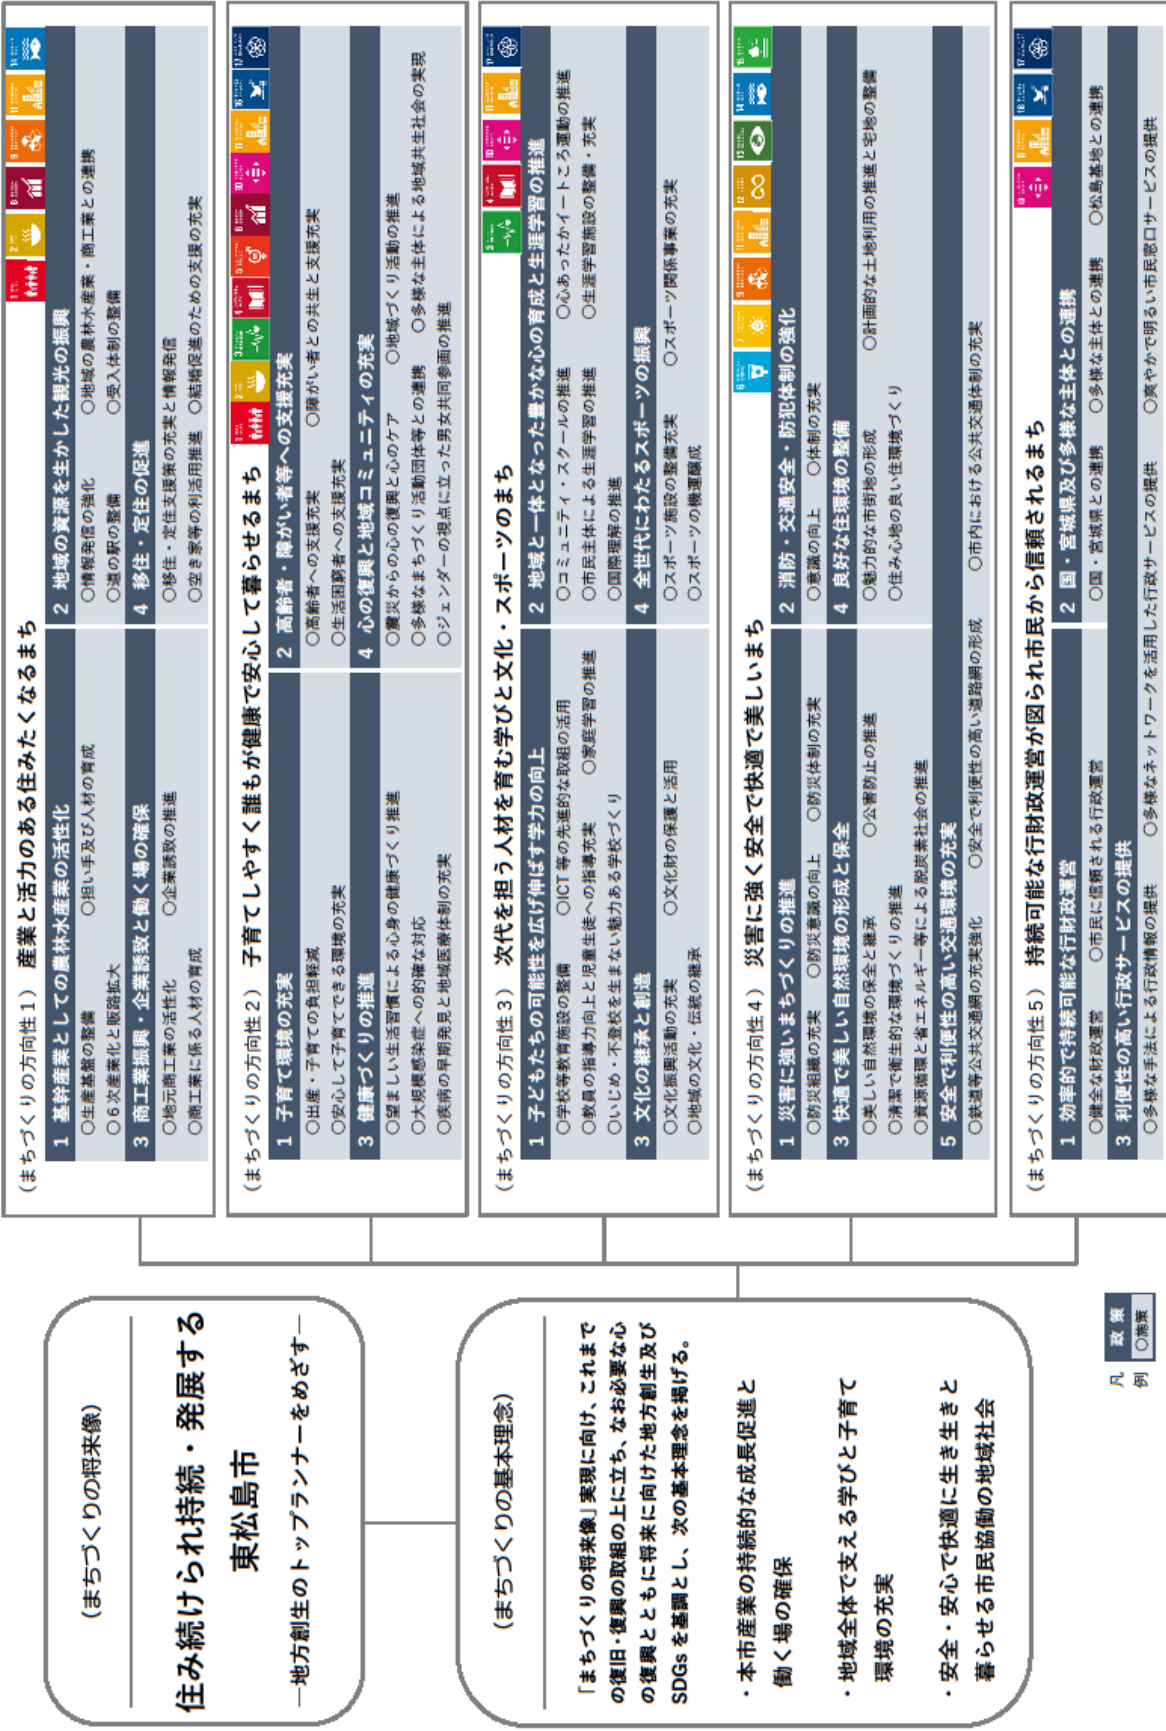 (まちづくりの将来像)
住み続けられ持続・発展する
東松島市
―地方創生のトップランナーをめざす―
(まちづくりの基本理念)
「まちづくりの将来像」実現に向け、これまで
の復旧・復興の取組の上に立ち、なお必要な心
の復興とともに将来に向けた地方創生及び
SDGsを基調とし、次の基本理念を掲げる。
・本市産業の持続的な成長促進と
働く場の確保
・地域全体で支える学びと子育て
環境の充実
・安全・安心で快適に生き生きと
暮らせる市民協働の地域社会
凡例
政策
○施策
(まちづくりの方向性1) 産業と活力のある住みたくなるまち
1 基幹産業としての農林水産業の活性化
○生産基盤の整備 ○担い手及び人材の育成
○6次産業化と販路拡大
2 地域の資源を生かした観光の振興
○情報発信の強化 ○地域の農林水産業・商工業との連携
○道の駅の整備 ○受入体制の整備
3 商工業振興・企業誘致と働く場の確保
○地元商工業の活性化 ○企業誘致の推進
○商工業に係る人材の育成
4 移住・定住の促進
○移住・定住支援策の充実と情報発信
○空き家等の利活用推進 ○結婚促進のための支援の充実
(まちづくりの方向性2) 子育てしやすく誰もが健康で安心して暮らせるまち
1 子育て環境の充実
○出産・子育ての負担軽減
○安心して子育てできる環境の充実
2 高齢者・障がい者等への支援充実
○高齢者への支援充実 ○障がい者との共生と支援充実
○生活困窮者への支援充実
3 健康づくりの推進
○望ましい生活習慣による心身の健康づくり推進
○大規模感染症への的確な対応
○疾病の早期発見と地域医療体制の充実
4 心の復興と地域コミュニティの充実
○震災からの心の復興と心のケア ○地域づくり活動の推進
○多様なまちづくり活動団体等との連携 ○多様な主体による地域共生社会の実現
○ジェンダーの視点に立った男女共同参画の推進
(まちづくりの方向性3) 次代を担う人材を育む学びと文化・スポーツのまち
1 子どもたちの可能性を広げ伸ばす学力の向上
○学校等教育施設の整備 ○ICT等の先進的な取組の活用
○教員の指導力向上と児童生徒への指導充実 ○家庭学習の推進
○いじめ・不登校を生まない魅力ある学校づくり
2 地域と一体となった豊かな心の育成と生涯学習の推進
○コミュニティ・スクールの推進 ○心あったかイートころ運動の推進
○市民主体による生涯学習の推進 ○生涯学習施設の整備・充実
○国際理解の推進
3 文化の継承と創造
○文化振興活動の充実 ○文化財の保護と活用
○地域の文化・伝統の継承
4 全世代にわたるスポーツの振興
○スポーツ施設の整備充実 ○スポーツ関係事業の充実
○スポーツの機運醸成
(まちづくりの方向性4) 災害に強く安全で快適で美しいまち
1 災害に強いまちづくりの推進
○防災組織の充実 ○防災意識の向上 ○防災体制の充実
2 消防・交通安全・防犯体制の強化
○意識の向上 ○体制の充実
3 快適で美しい自然環境の形成と保全
○美しい自然環境の保全と継承 ○公害防止の推進
○清潔で衛生的な環境づくりの推進
○資源循環と省エネルギー等による脱炭素社会の推進
4 良好な住環境の整備
○魅力的な市街地の形成 ○計画的な土地利用の推進と宅地の整備
○住み心地の良い住環境づくり
5 安全で利便性の高い交通環境の充実
○鉄道等公共交通網の充実強化 ○安全で利便性の高い道路網の形成 ○市内における公共交通体制の充実
(まちづくりの方向性5) 持続可能な行財政運営が図られ市民から信頼されるまち
1 効率的で持続可能な行財政運営
○健全な財政運営 ○市民に信頼される行政運営
2 国・宮城県及び多様な主体との連携
○国・宮城県との連携 ○多様な主体との連携 ○松島基地との連携
3 利便性の高い行政サービスの提供
○多様な手法による行政情報の提供 ○多様なネットワークを活用した行政サービスの提供 ○爽やかで明るい市民窓口サービスの提供